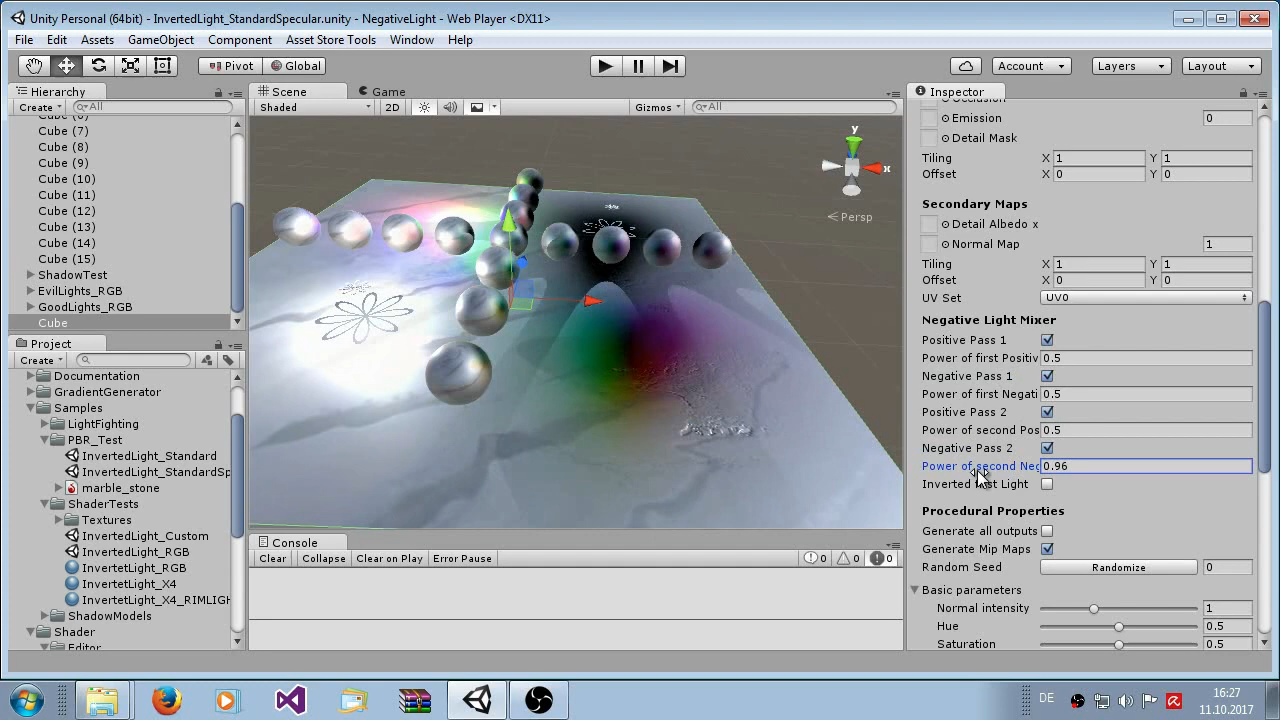 Unity Personal (64bit) - InvertedLight_StandardSpecular.unity - NegativeLight - Web Player <DX11>
File Edit Assets GameObject Component Asset Store Tools Window Help
Pivot Global Account Layers Layout
Hierarchy
Create All
Cube (7)
Cube (8)
Cube (9)
Cube (10)
Cube (11)
Cube (12)
Cube (13)
Cube (14)
Cube (15)
ShadowTest
EvilLights_RGB
GoodLights_RGB
Cube
Project
Create
Documentation
GradientGenerator
Samples
LightFighting
PBR_Test
InvertedLight_Standard
InvertedLight_StandardSp
marble_stone
ShaderTests
Textures
InvertedLight_Custom
InvertedLight_RGB
InvertetLight_RGB
InvertetLight_X4
InvertetLight_X4_RIMLIGH
ShadowModels
Shader
Editor
Scene Game
Shaded 2D Gizmos All
y
x
Persp
Console
Clear Collapse Clear on Play Error Pause 0 0 0
Inspector
Occlusion
Emission 0
Detail Mask
Tiling X 1 Y 1
Offset X 0 Y 0
Secondary Maps
Detail Albedo x
Normal Map 1
Tiling X 1 Y 1
Offset X 0 Y 0
UV Set UV0
Negative Light Mixer
Positive Pass 1
Power of first Positiv 0.5
Negative Pass 1
Power of first Negati 0.5
Positive Pass 2
Power of second Pos 0.5
Negative Pass 2
Power of second Neg 0.96
Inverted Light
Procedural Properties
Generate all outputs
Generate Mip Maps
Random Seed Randomize 0
Basic parameters
Normal intensity 1
Hue 0.5
Saturation 0.5
DE 16:27
11.10.2017